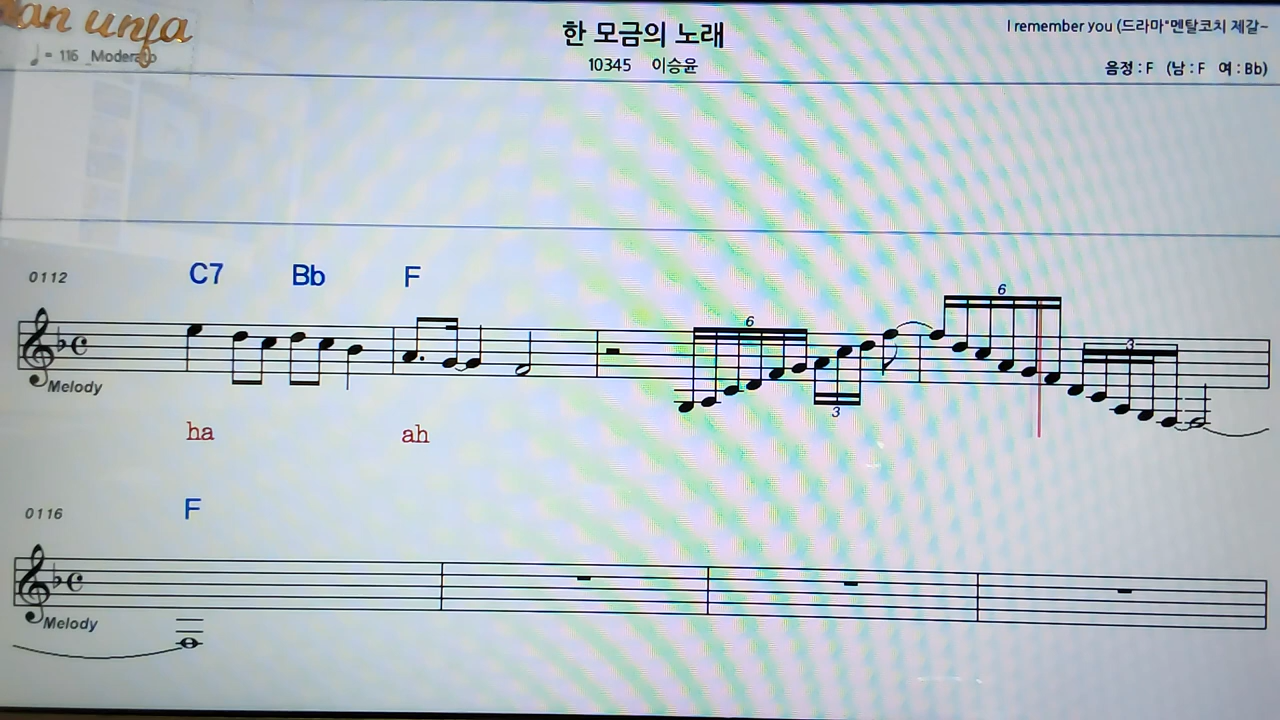 an unja
♩ = 116 Moderato
한 모금의 노래
10345 이승윤
I remember you (드라마"멘탈코치 제갈~
음정 : F (남 : F 여 : Bb)
0112 C7 Bb F
6 6 3 3
Melody
ha ah
0116 F
Melody